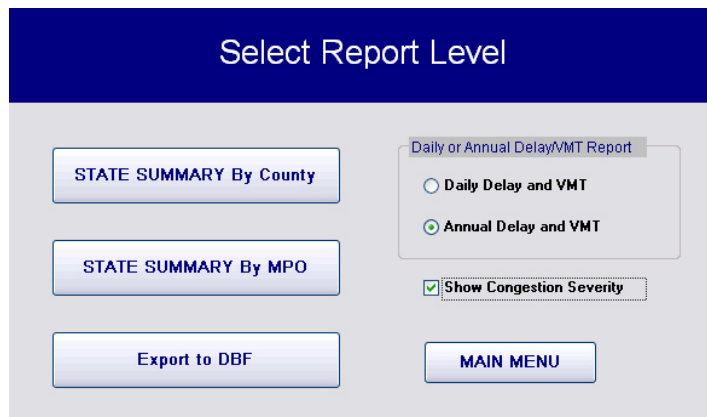 Select Report Level
STATE SUMMARY By County
STATE SUMMARY By MPO
Export to DBF
Daily or Annual Delay/VMT Report
Daily Delay and VMT
Annual Delay and VMT
Show Congestion Severity
MAIN MENU